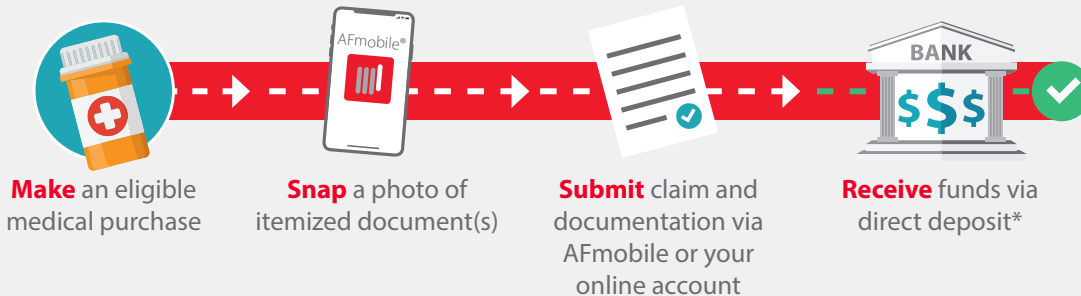 AFmobile®
BANK
$$$
Make an eligible
medical purchase
Snap a photo of
itemized document(s)
Submit claim and
documentation via
AFmobile or your
online account
Receive funds via
direct deposit*